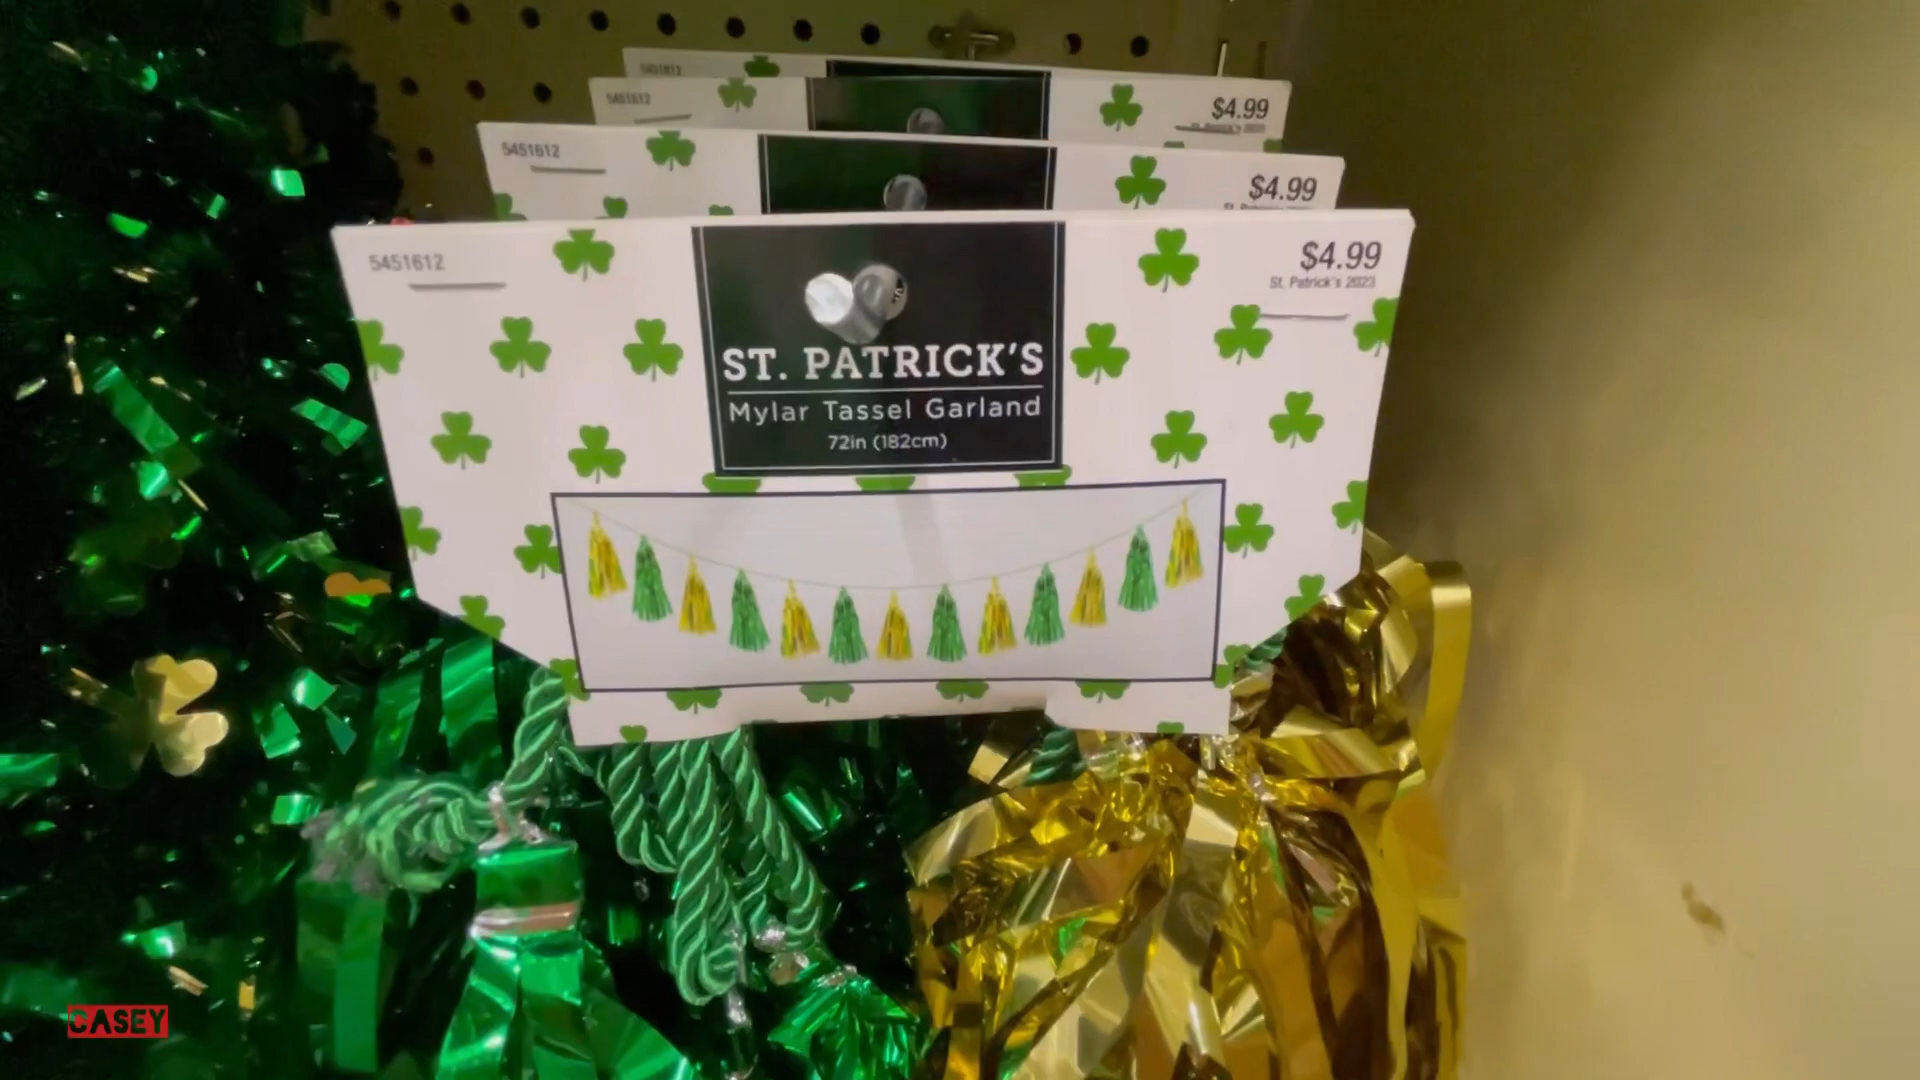 5451612
5451612
$4.99
5451612
$4.99
5451612
$4.99
St. Patrick's 2023
ST. PATRICK'S
Mylar Tassel Garland
72in (182cm)
CASEY